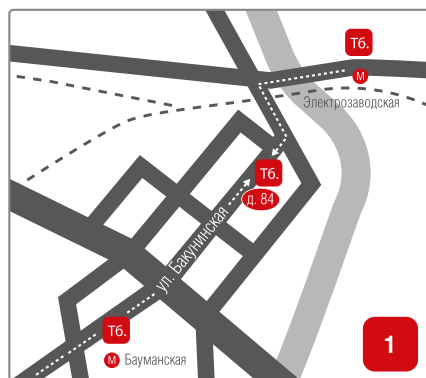 Тб.
М
Электрозаводская
Тб.
д. 84
ул. Бакунинская
Тб.
М Бауманская
1